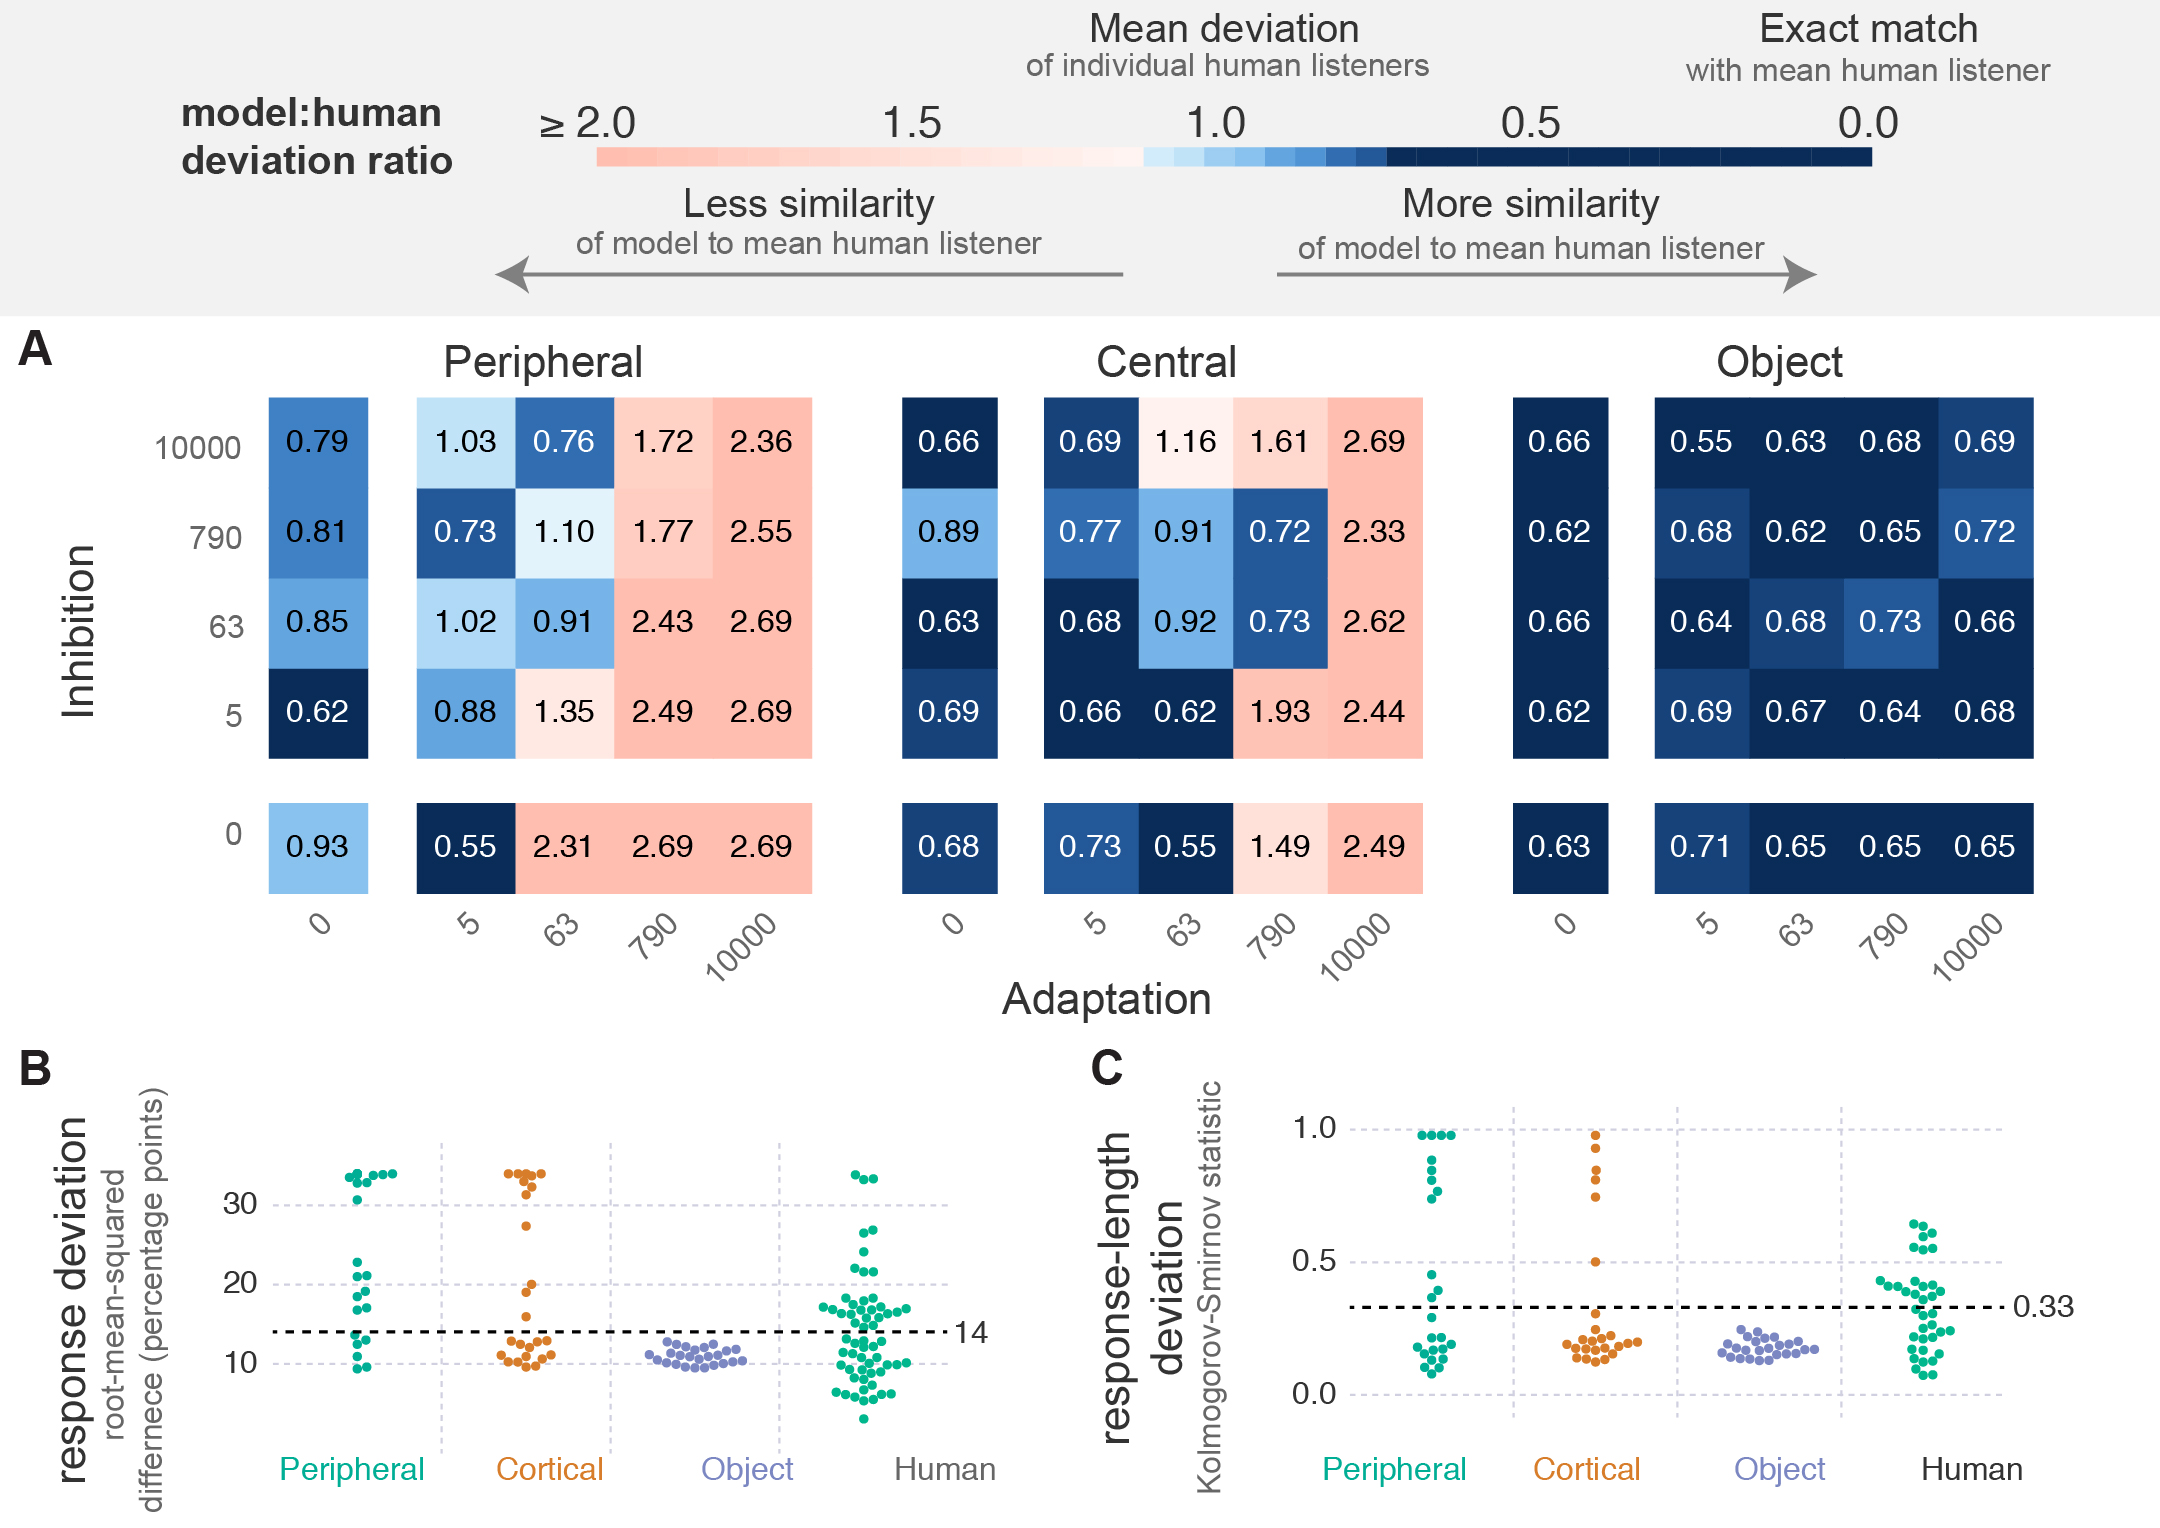 Mean deviation
of individual human listeners
Exact match
with mean human listener
model:human
deviation ratio
≥ 2.0 1.5 1.0 0.5 0.0
Less similarity
of model to mean human listener
More similarity
of model to mean human listener
A
Peripheral Central Object
Inhibition
10000 0.79 1.03 0.76 1.72 2.36 0.66 0.69 1.16 1.61 2.69 0.66 0.55 0.63 0.68 0.69
790 0.81 0.73 1.10 1.77 2.55 0.89 0.77 0.91 0.72 2.33 0.62 0.68 0.62 0.65 0.72
63 0.85 1.02 0.91 2.43 2.69 0.63 0.68 0.92 0.73 2.62 0.66 0.64 0.68 0.73 0.66
5 0.62 0.88 1.35 2.49 2.69 0.69 0.66 0.62 1.93 2.44 0.62 0.69 0.67 0.64 0.68
0 0.93 0.55 2.31 2.69 2.69 0.68 0.73 0.55 1.49 2.49 0.63 0.71 0.65 0.65 0.65
0 5 63 790 10000 0 5 63 790 10000 0 5 63 790 10000
Adaptation
B
response deviation
root-mean-squared
differnece (percentage points)
30
20
14
10
Peripheral Cortical Object Human
C
response-length
deviation
Kolmogorov-Smirnov statistic
1.0
0.5
0.33
0.0
Peripheral Cortical Object Human